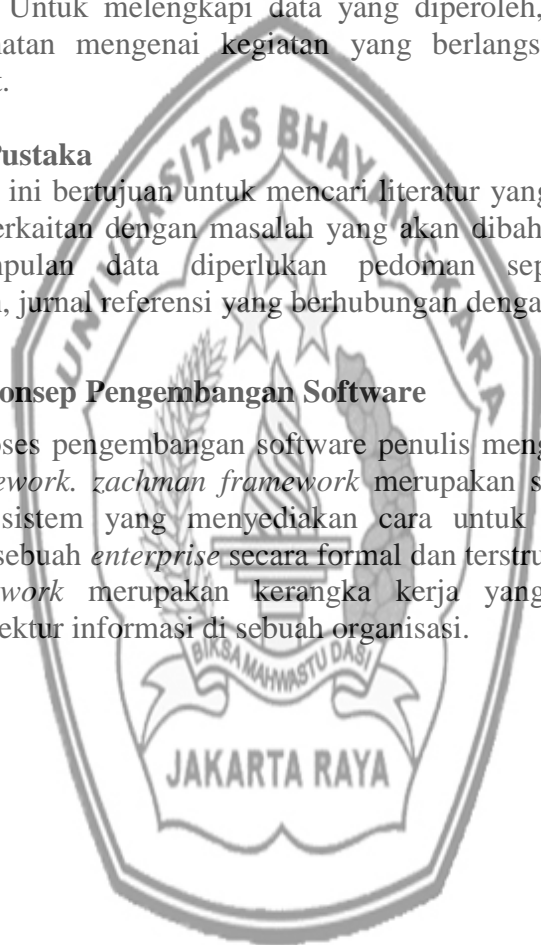 Untuk melengkapi data yang diperoleh,
matan mengenai kegiatan yang berlangs
t.
Pustaka
ini bertujuan untuk mencari literatur yang
erkaitan dengan masalah yang akan dibah
mpulan data diperlukan pedoman sep
n, jurnal referensi yang berhubungan denga
onsep Pengembangan Software
oses pengembangan software penulis meng
ework. zachman framework merupakan s
sistem yang menyediakan cara untuk
sebuah enterprise secara formal dan terstru
work merupakan kerangka kerja yang
ektur informasi di sebuah organisasi.
UNIVERSITAS BHAYANGKARA
BIKSA MAHWASTU DASI
JAKARTA RAYA